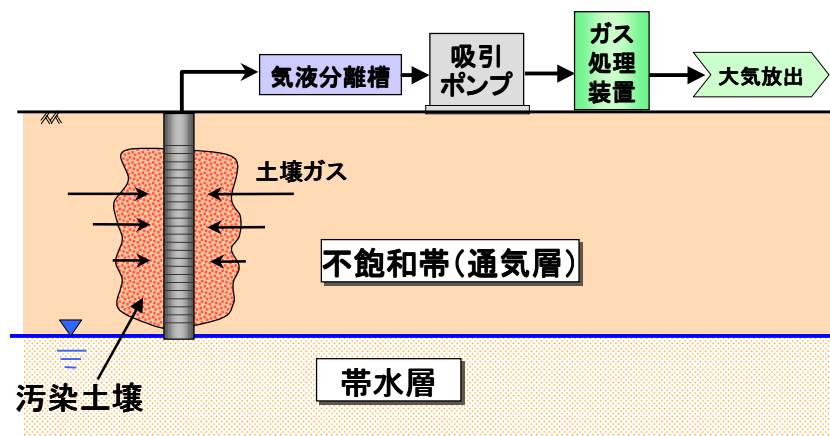 気液分離槽
吸引
ポンプ
ガス
処理
装置
大気放出
土壌ガス
不飽和帯（通気層）
帯水層
汚染土壌